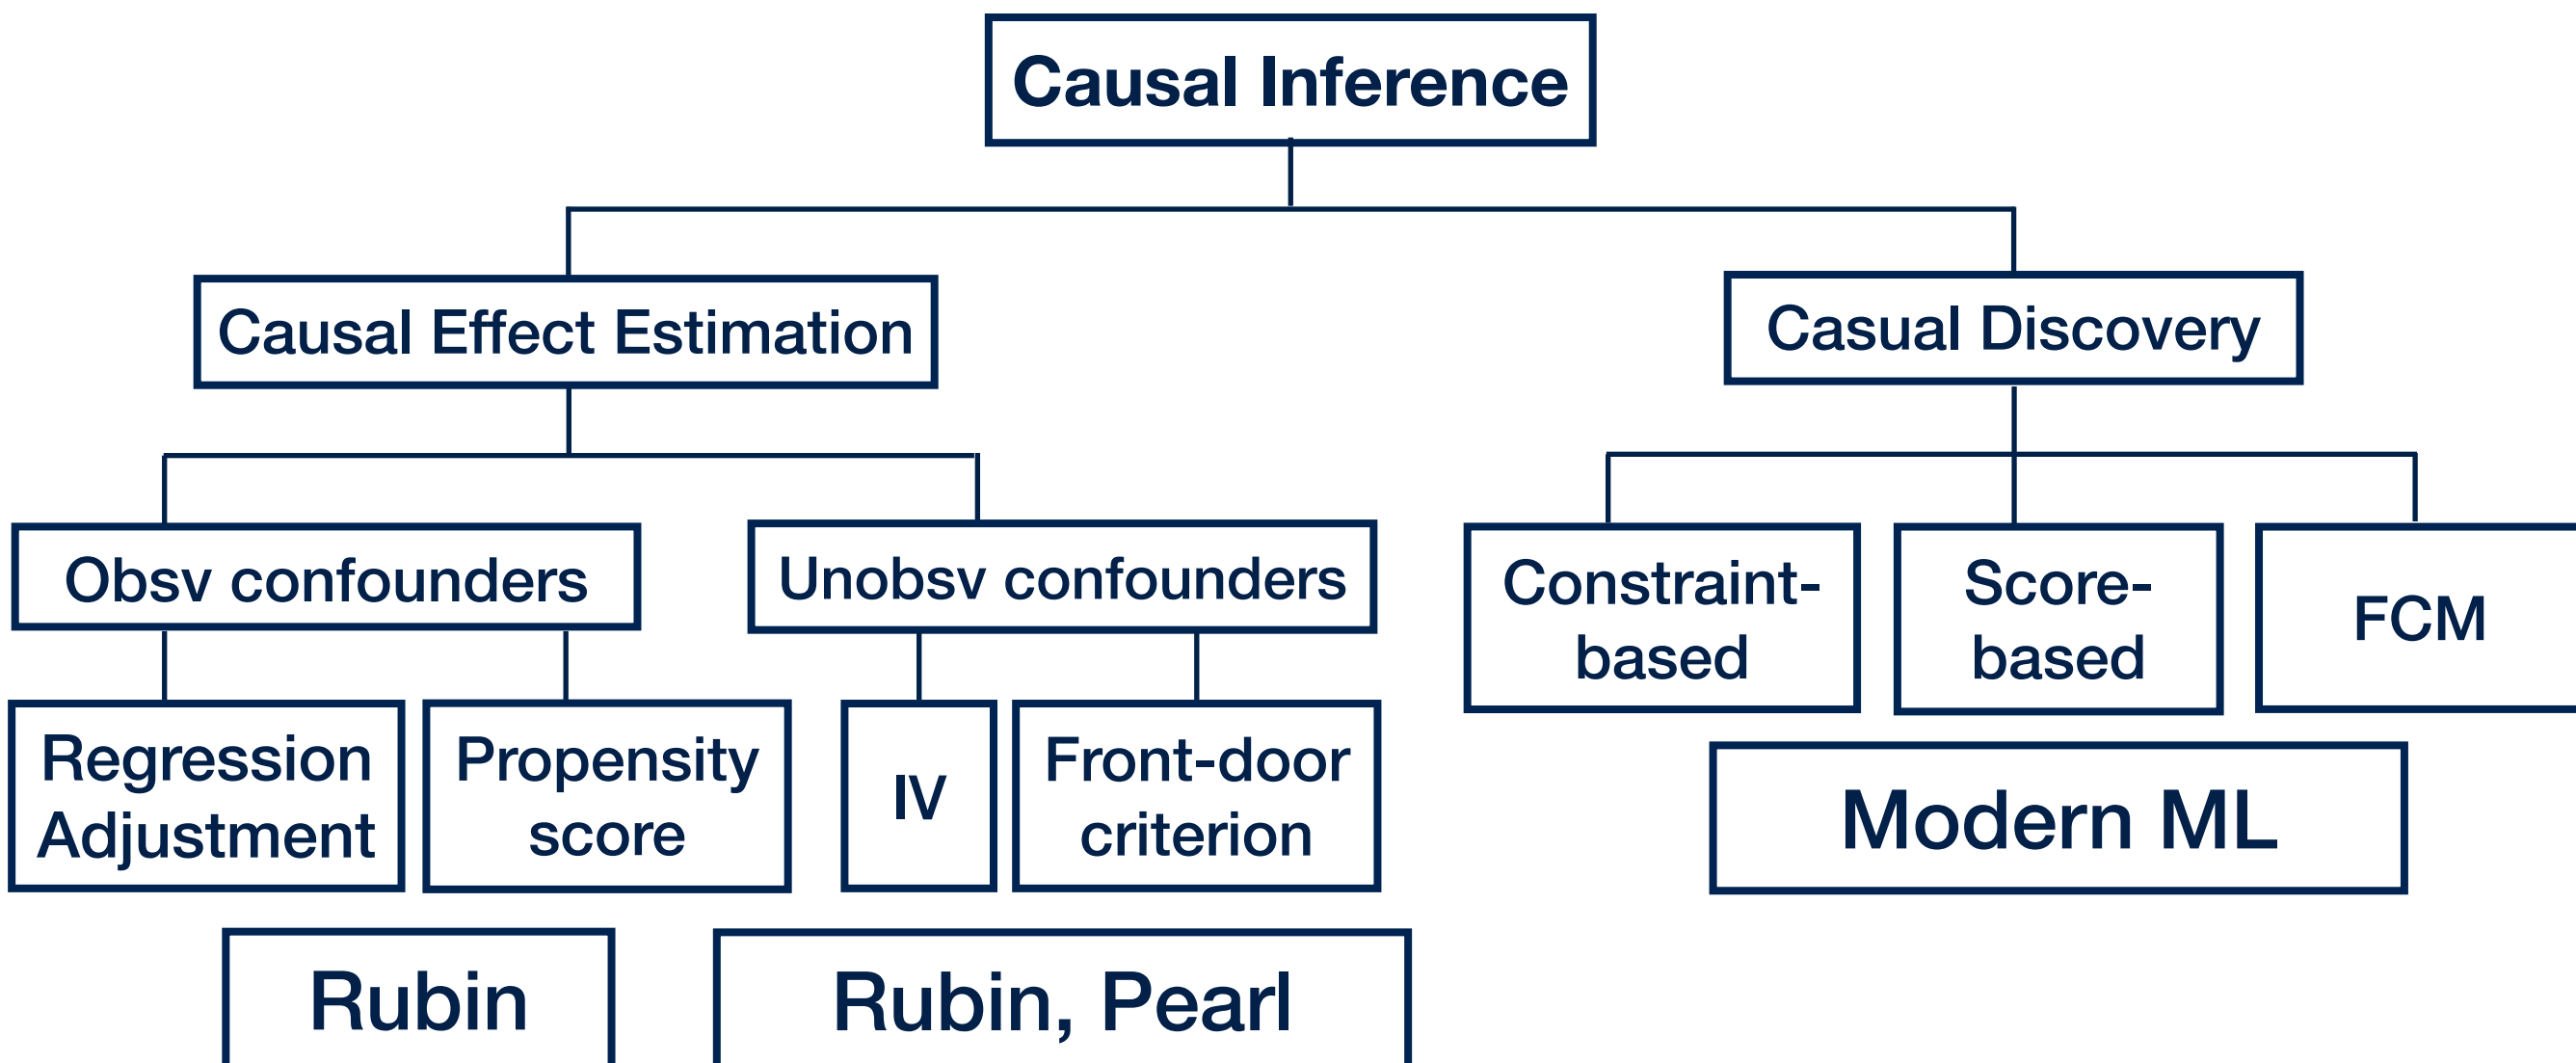 Causal Inference
Causal Effect Estimation
Casual Discovery
Obsv confounders
Unobsv confounders
Constraint-
based
Score-
based
FCM
Regression
Adjustment
Propensity
score
IV
Front-door
criterion
Modern ML
Rubin
Rubin, Pearl